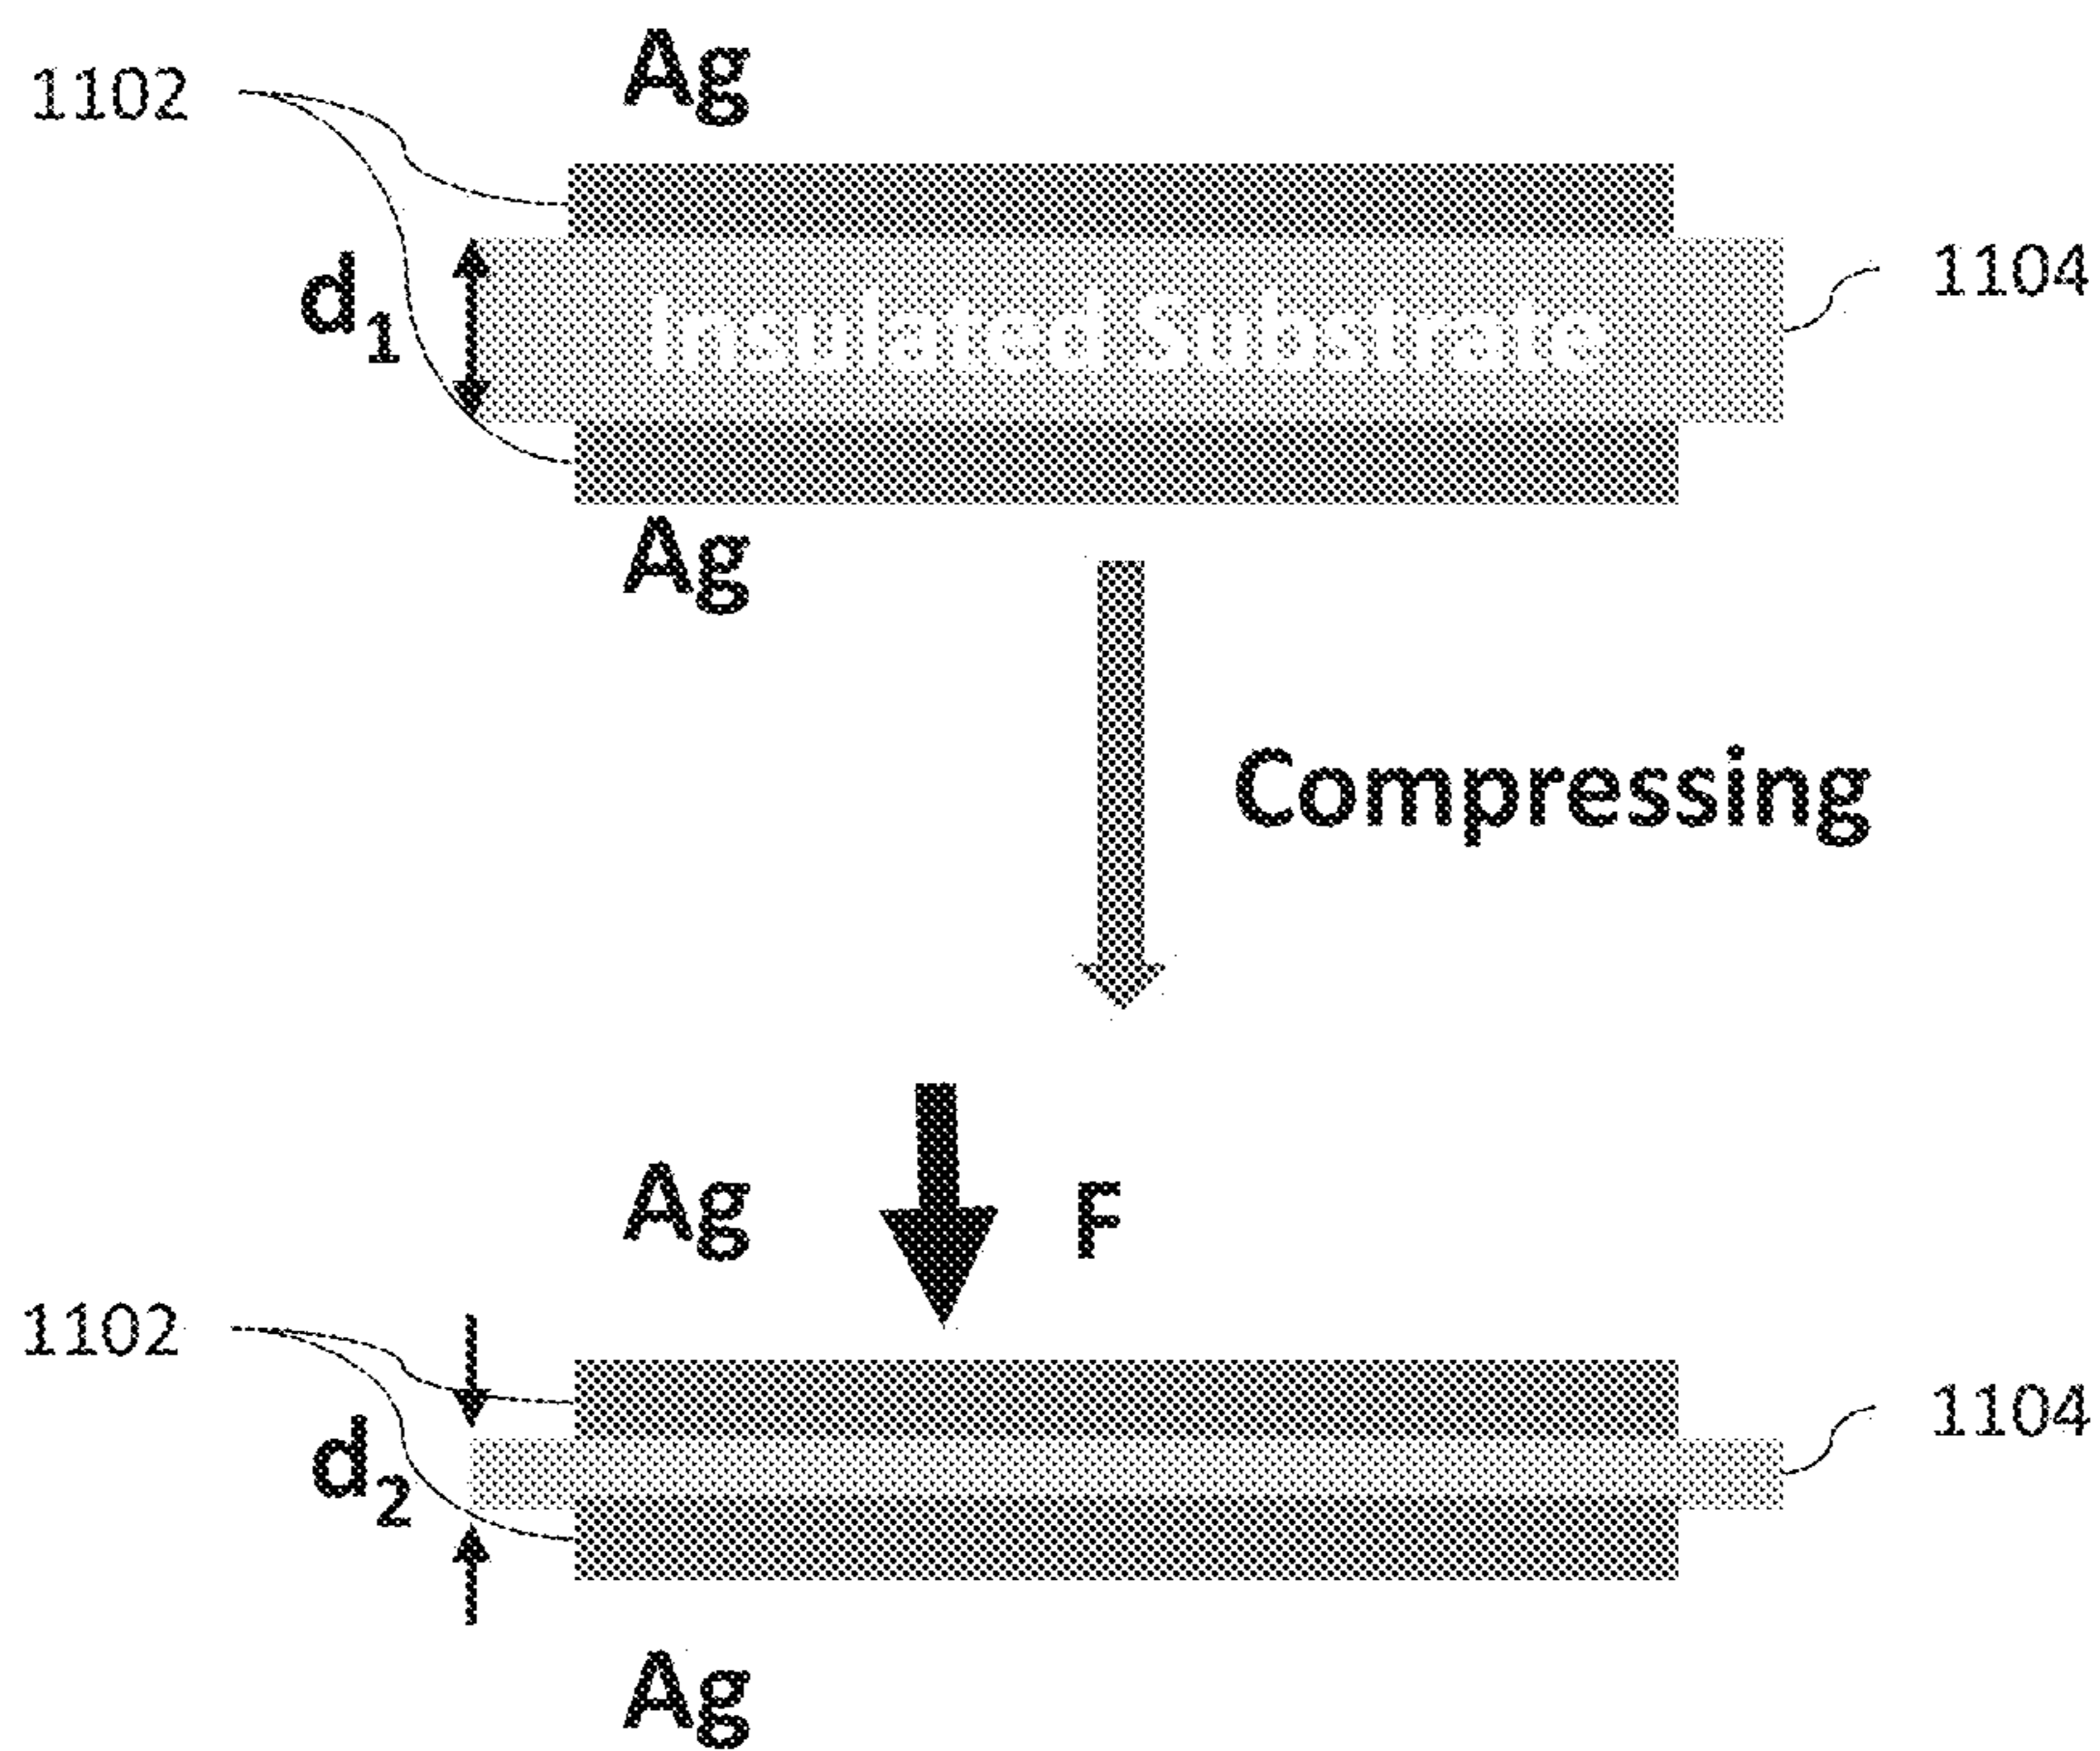 Ag
1102
1104
d1
Insulated Substrate
Ag
Compressing
Ag
F
1102
1104
d2
Ag